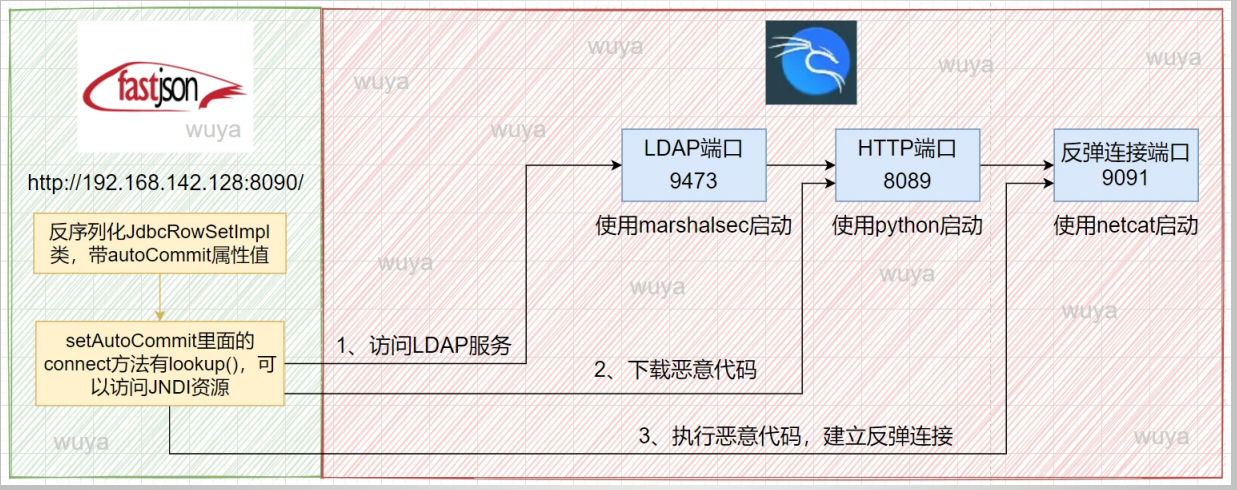 wuya
wuya
wuya
wuya
fastjson
wuya
wuya
LDAP端口
9473
HTTP端口
8089
反弹连接端口
9091
http://192.168.142.128:8090/
使用marshalsec启动
使用python启动
使用netcat启动
反序列化JdbcRowSetImpl
类，带autoCommit属性值
wuya
wuya
wuya
wuya
setAutoCommit里面的
connect方法有lookup()，可
以访问JNDI资源
1、访问LDAP服务
2、下载恶意代码
3、执行恶意代码，建立反弹连接
wuya
wuya